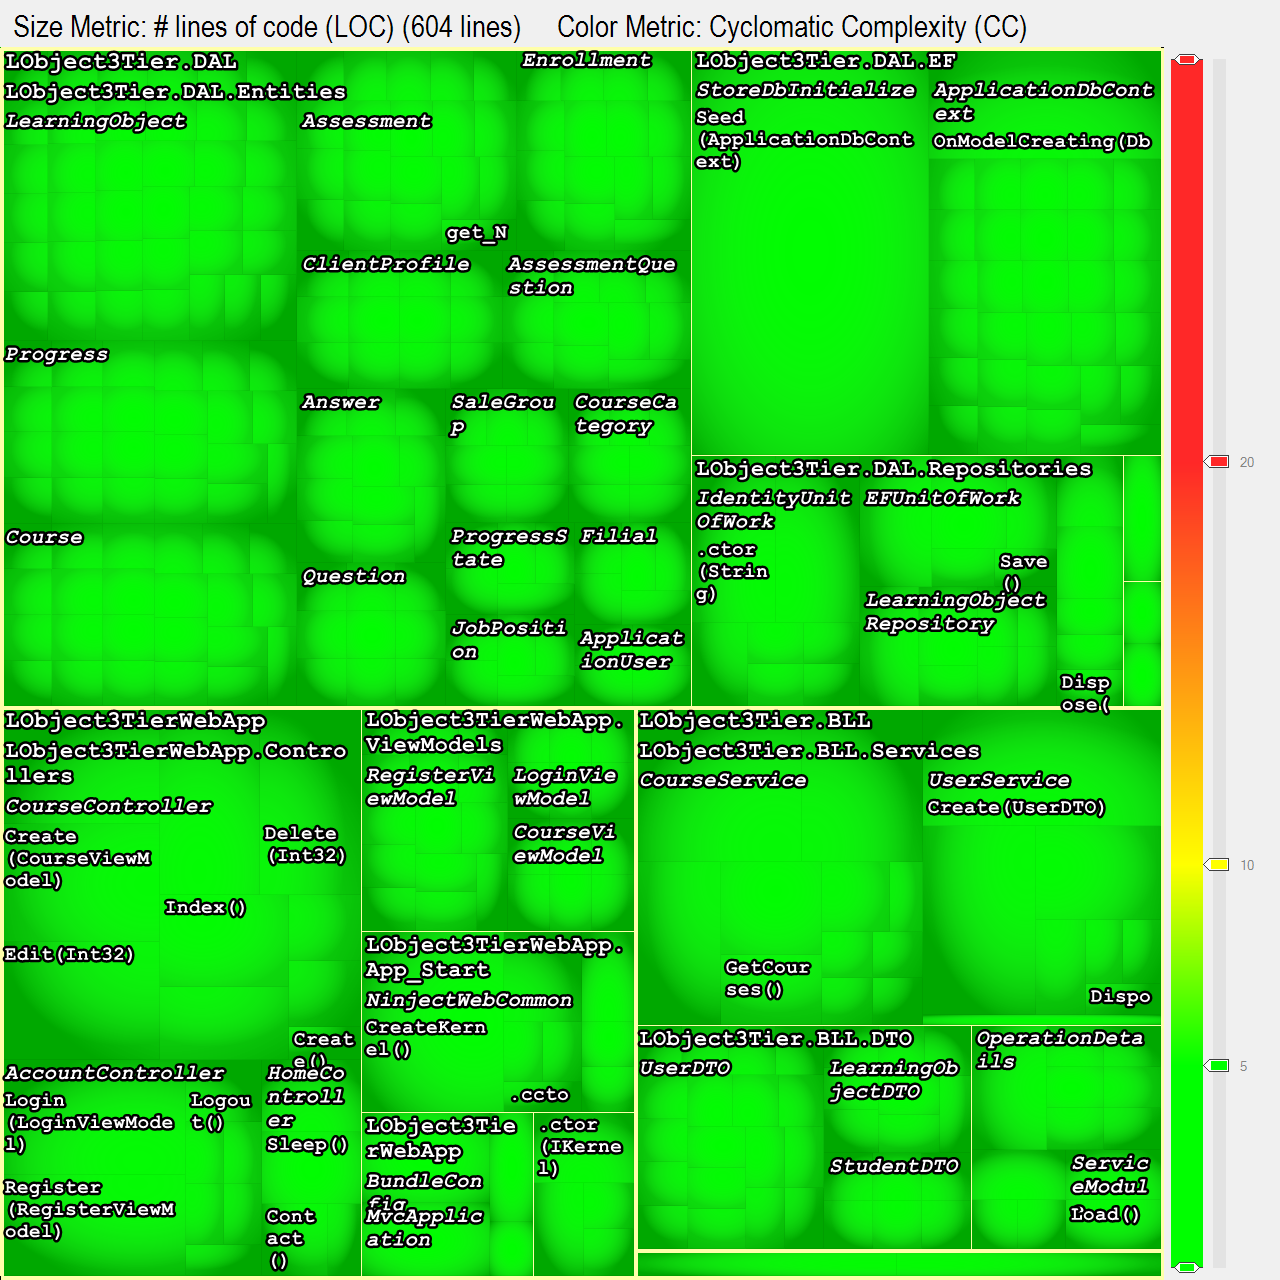 Size Metric: # lines of code (LOC) (604 lines)     Color Metric: Cyclomatic Complexity (CC)
LObject3Tier.DAL
LObject3Tier.DAL.Entities
LearningObject
Assessment
Enrollment
get_N
ClientProfile
AssessmentQue
stion
Progress
Answer
SaleGrou
p
CourseCa
tegory
Course
ProgressS
tate
Filial
Question
JobPositi
on
Applicat
ionUser
LObject3Tier.DAL.EF
StoreDbInitialize
Seed
(ApplicationDbCont
ext)
ApplicationDbCont
ext
OnModelCreating(Db
LObject3Tier.DAL.Repositories
IdentityUnit
OfWork
.ctor
(Strin
g)
EFUnitOfWork
Save
()
LearningObject
Repository
Disp
ose(
LObject3TierWebApp
LObject3TierWebApp.Contro
llers
CourseController
Create
(CourseViewM
odel)
Delete
(Int32)
Index()
Edit(Int32)
Creat
e()
AccountController
Login
(LoginViewMode
l)
Logou
t()
Register
(RegisterViewM
odel)
HomeCo
ntroll
er
Sleep()
Cont
act
()
LObject3TierWebApp.
ViewModels
RegisterVi
ewModel
LoginVie
wModel
CourseVi
ewModel
LObject3TierWebApp.
App_Start
NinjectWebCommon
CreateKern
el()
.ccto
LObject3Tie
rWebApp
BundleCon
fig
MvcApplic
ation
.ctor
(IKerne
l)
LObject3Tier.BLL
LObject3Tier.BLL.Services
CourseService
GetCour
ses()
UserService
Create(UserDTO)
Dispo
LObject3Tier.BLL.DTO
UserDTO
LearningOb
jectDTO
StudentDTO
OperationDeta
ils
Servic
eModul
Load()
20
10
5